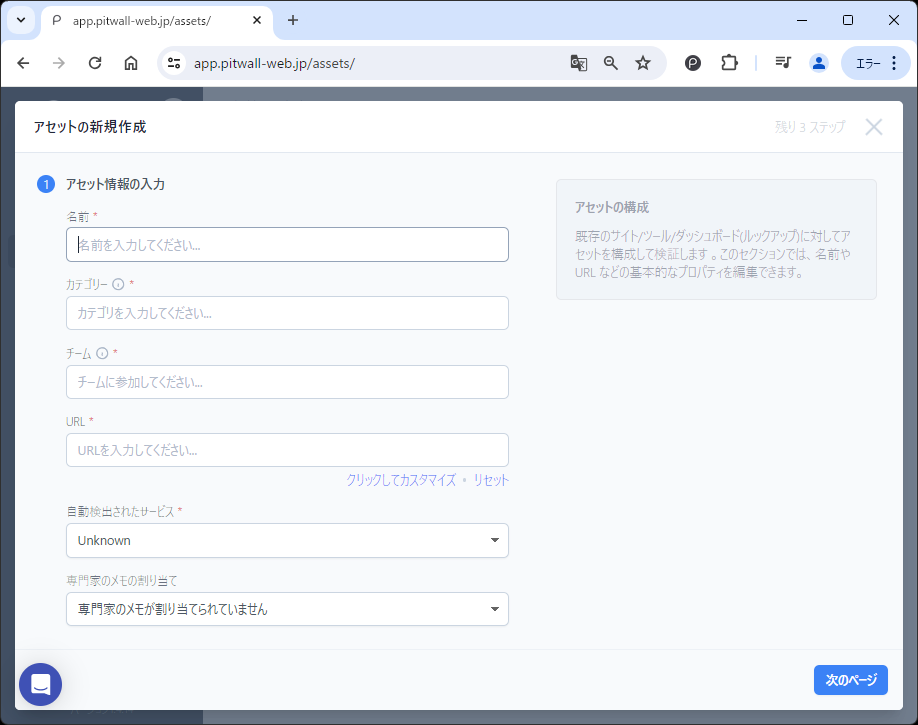 app.pitwall-web.jp/assets/
app.pitwall-web.jp/assets/
エラー
アセットの新規作成
残り 3 ステップ
1 アセット情報の入力
名前 *
名前を入力してください...
カテゴリー *
カテゴリを入力してください...
チーム *
チームに参加してください...
URL *
URLを入力してください...
クリックしてカスタマイズ • リセット
自動検出されたサービス *
Unknown
専門家のメモの割り当て
専門家のメモが割り当てられていません
アセットの構成
既存のサイト/ツール/ダッシュボード(ルックアップ)に対してア
セットを構成して検証します 。このセクションでは、名前や
URL などの基本的なプロパティを編集できます。
次のページ